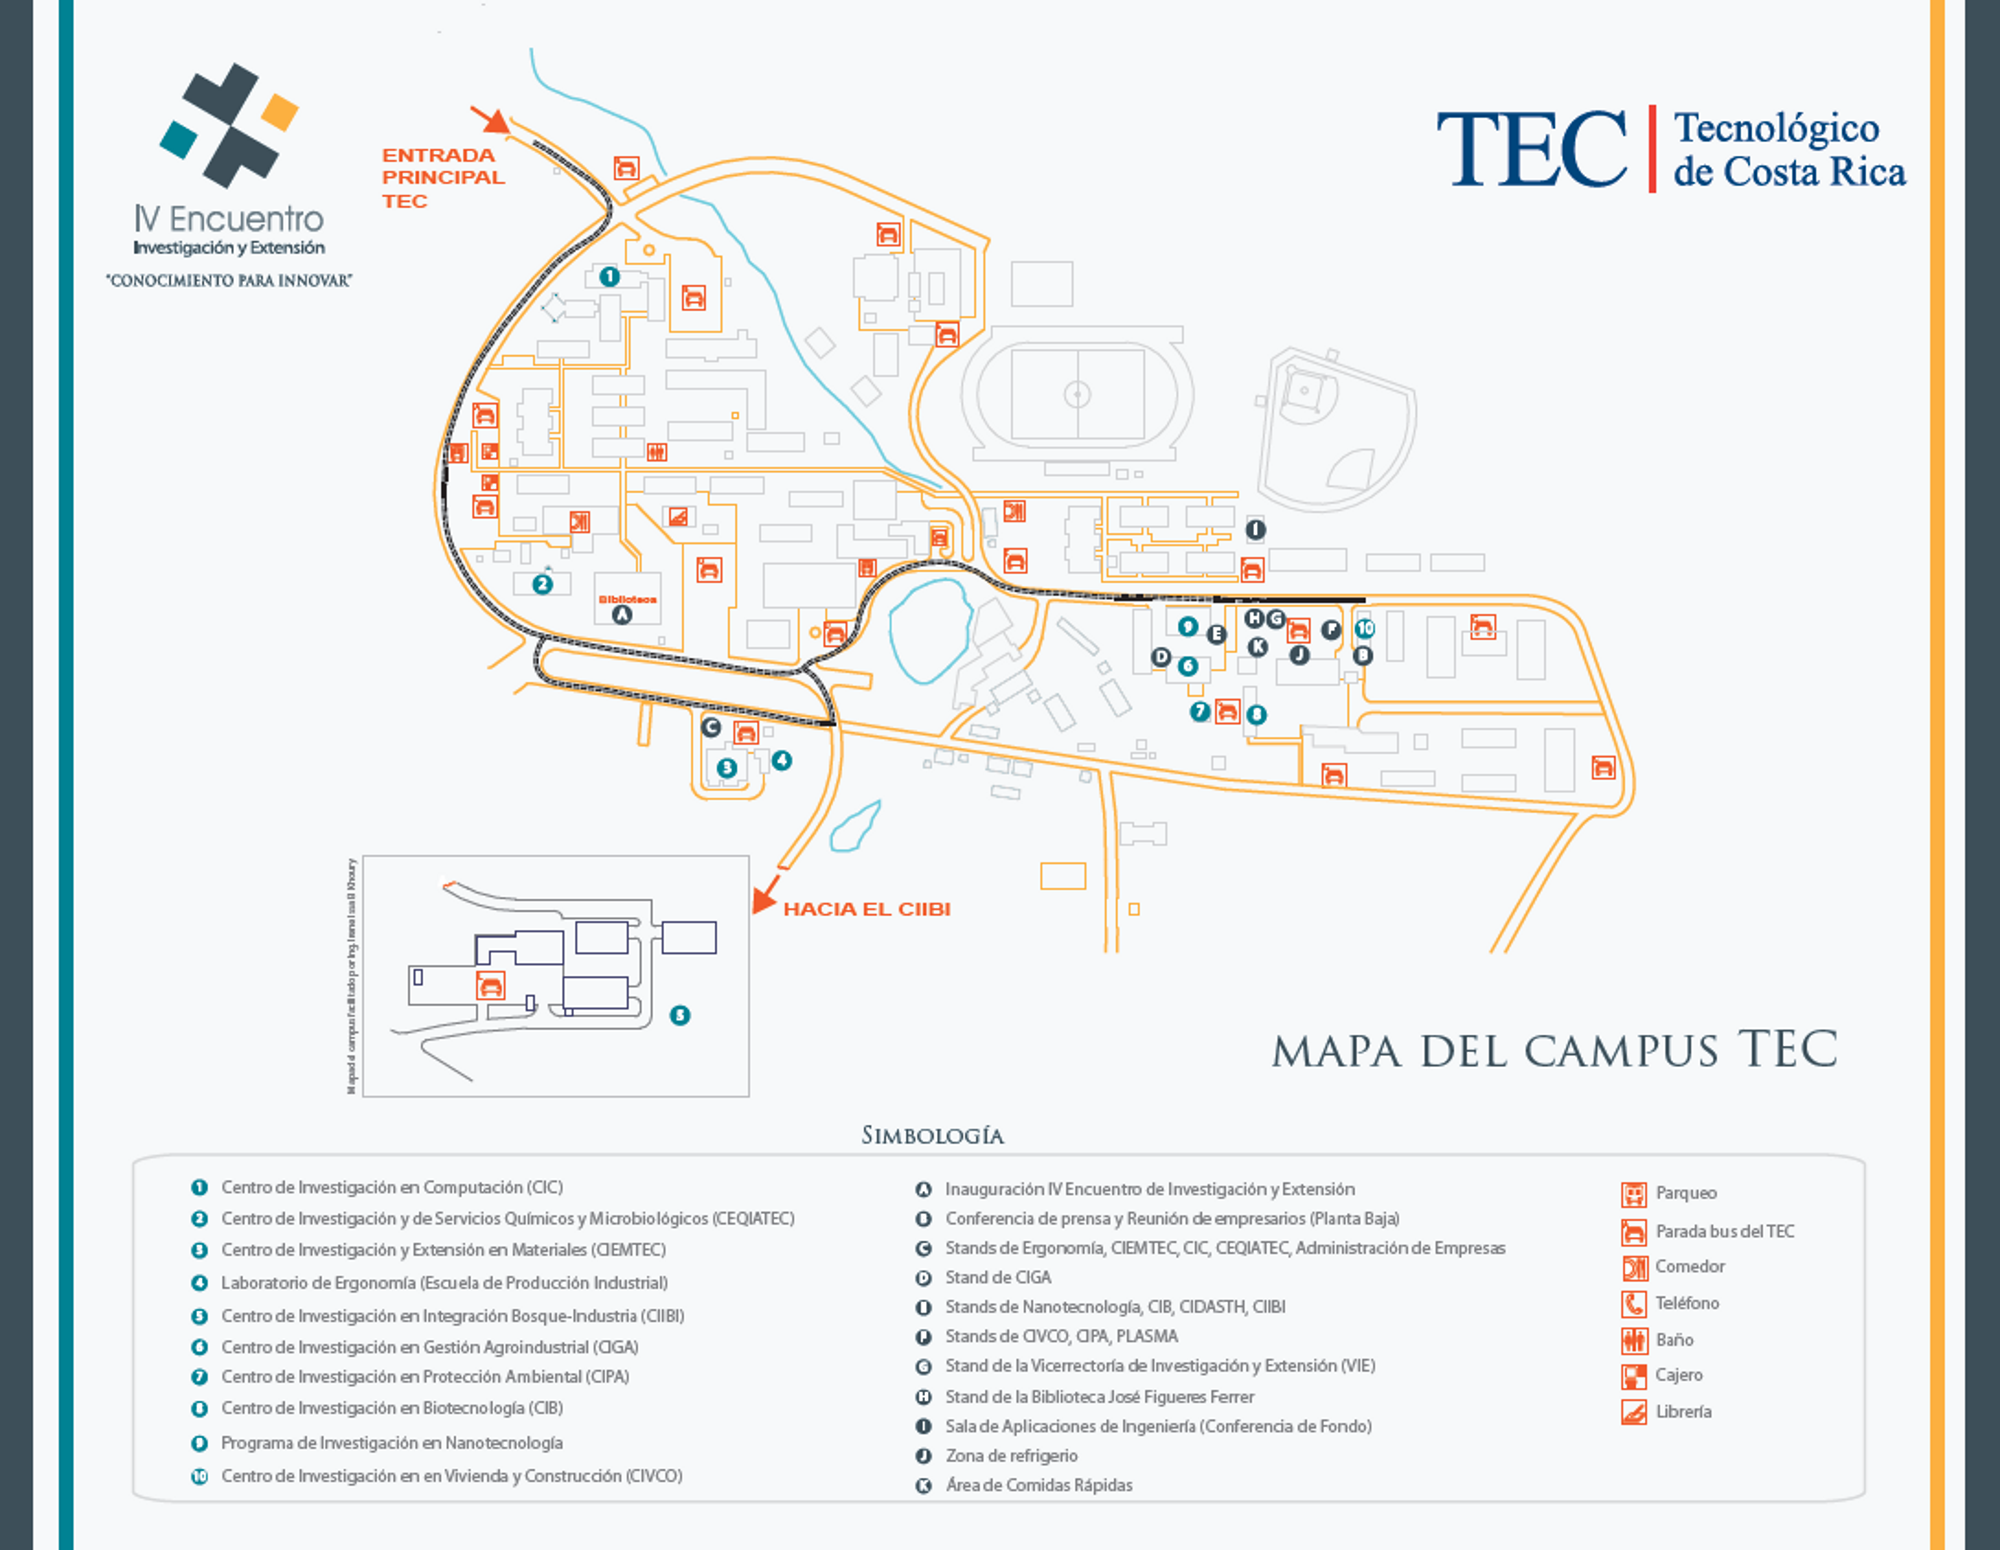 IV Encuentro
Investigación y Extensión
"CONOCIMIENTO PARA INNOVAR"
TEC
Tecnológico
de Costa Rica
ENTRADA
PRINCIPAL
TEC
1
2
Biblioteca
A
I
9
E
H
G
F
10
D
6
K
J
B
7
8
C
3
4
HACIA EL CIIBI
5
Mapa del campus facilitado por Ing. Irena Issa El Khoury
MAPA DEL CAMPUS TEC
SIMBOLOGÍA
1 Centro de Investigación en Computación (CIC)
2 Centro de Investigación y de Servicios Químicos y Microbiológicos (CEQIATEC)
3 Centro de Investigación y Extensión en Materiales (CIEMTEC)
4 Laboratorio de Ergonomía (Escuela de Producción Industrial)
5 Centro de Investigación en Integración Bosque-Industria (CIIBI)
6 Centro de Investigación en Gestión Agroindustrial (CIGA)
7 Centro de Investigación en Protección Ambiental (CIPA)
8 Centro de Investigación en Biotecnología (CIB)
9 Programa de Investigación en Nanotecnología
10 Centro de Investigación en en Vivienda y Construcción (CIVCO)
A Inauguración IV Encuentro de Investigación y Extensión
B Conferencia de prensa y Reunión de empresarios (Planta Baja)
C Stands de Ergonomía, CIEMTEC, CIC, CEQIATEC, Administración de Empresas
D Stand de CIGA
E Stands de Nanotecnología, CIB, CIDASTH, CIIBI
F Stands de CIVCO, CIPA, PLASMA
G Stand de la Vicerrectoría de Investigación y Extensión (VIE)
H Stand de la Biblioteca José Figueres Ferrer
I Sala de Aplicaciones de Ingeniería (Conferencia de Fondo)
J Zona de refrigerio
K Área de Comidas Rápidas
Parqueo
Parada bus del TEC
Comedor
Teléfono
Baño
Cajero
Librería